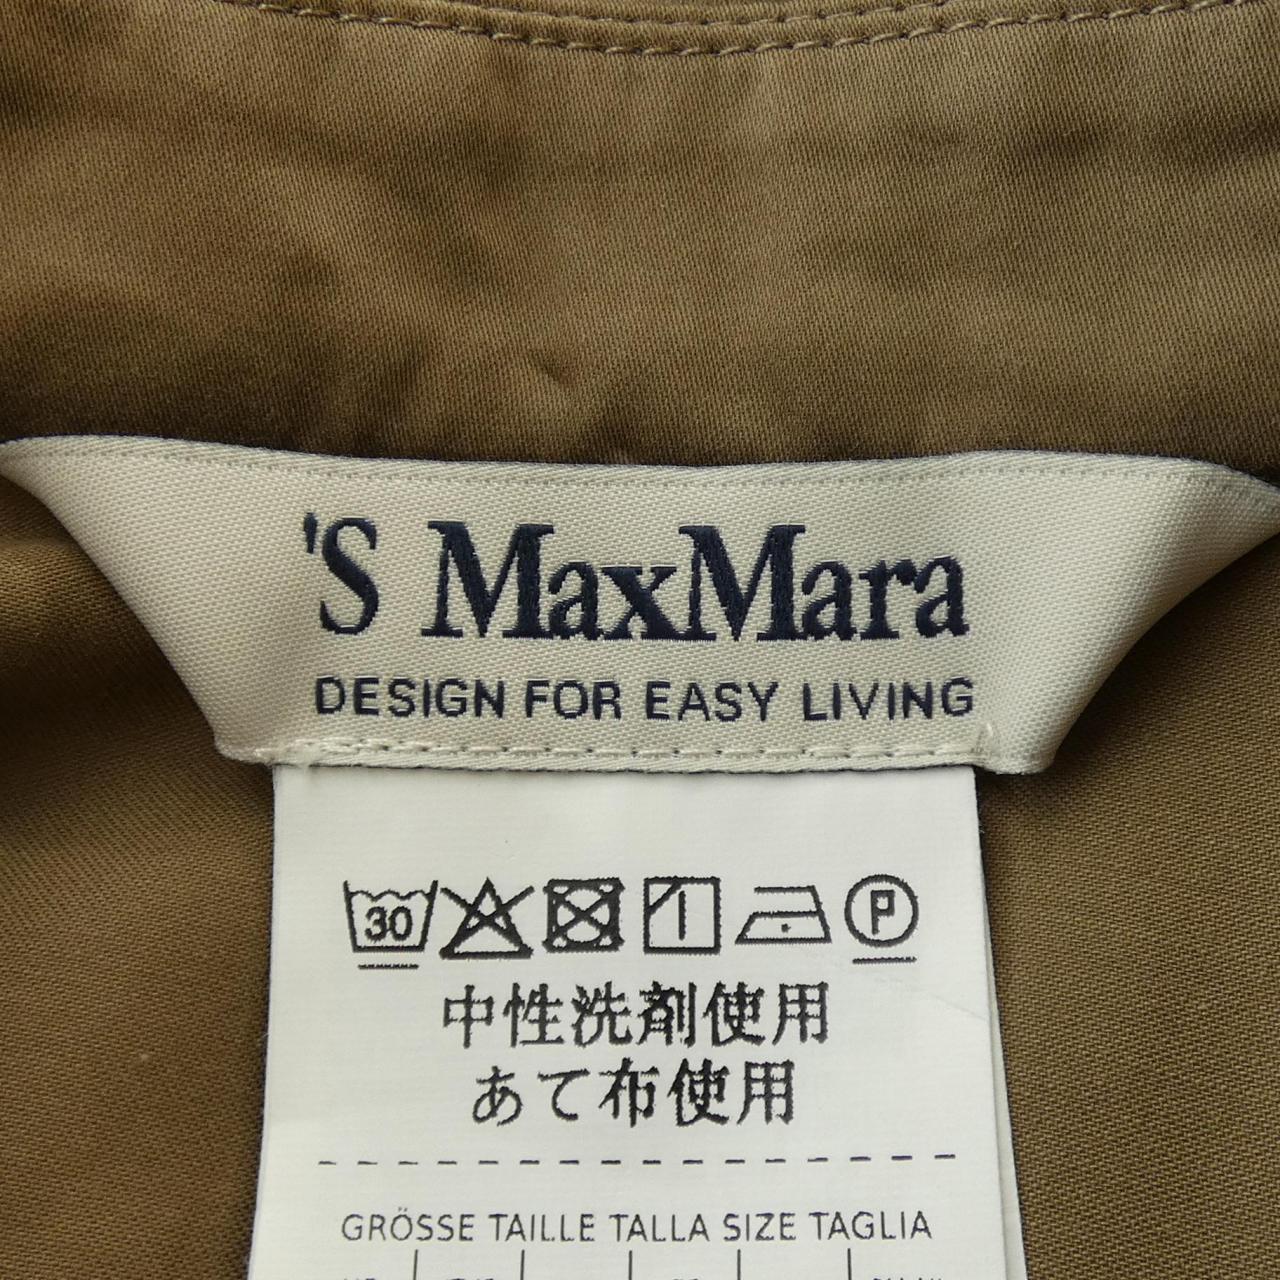 'S MaxMara
DESIGN FOR EASY LIVING
30 P
中性洗剤使用
あて布使用
GRÖSSE TAILLE TALLA SIZE TAGLIA